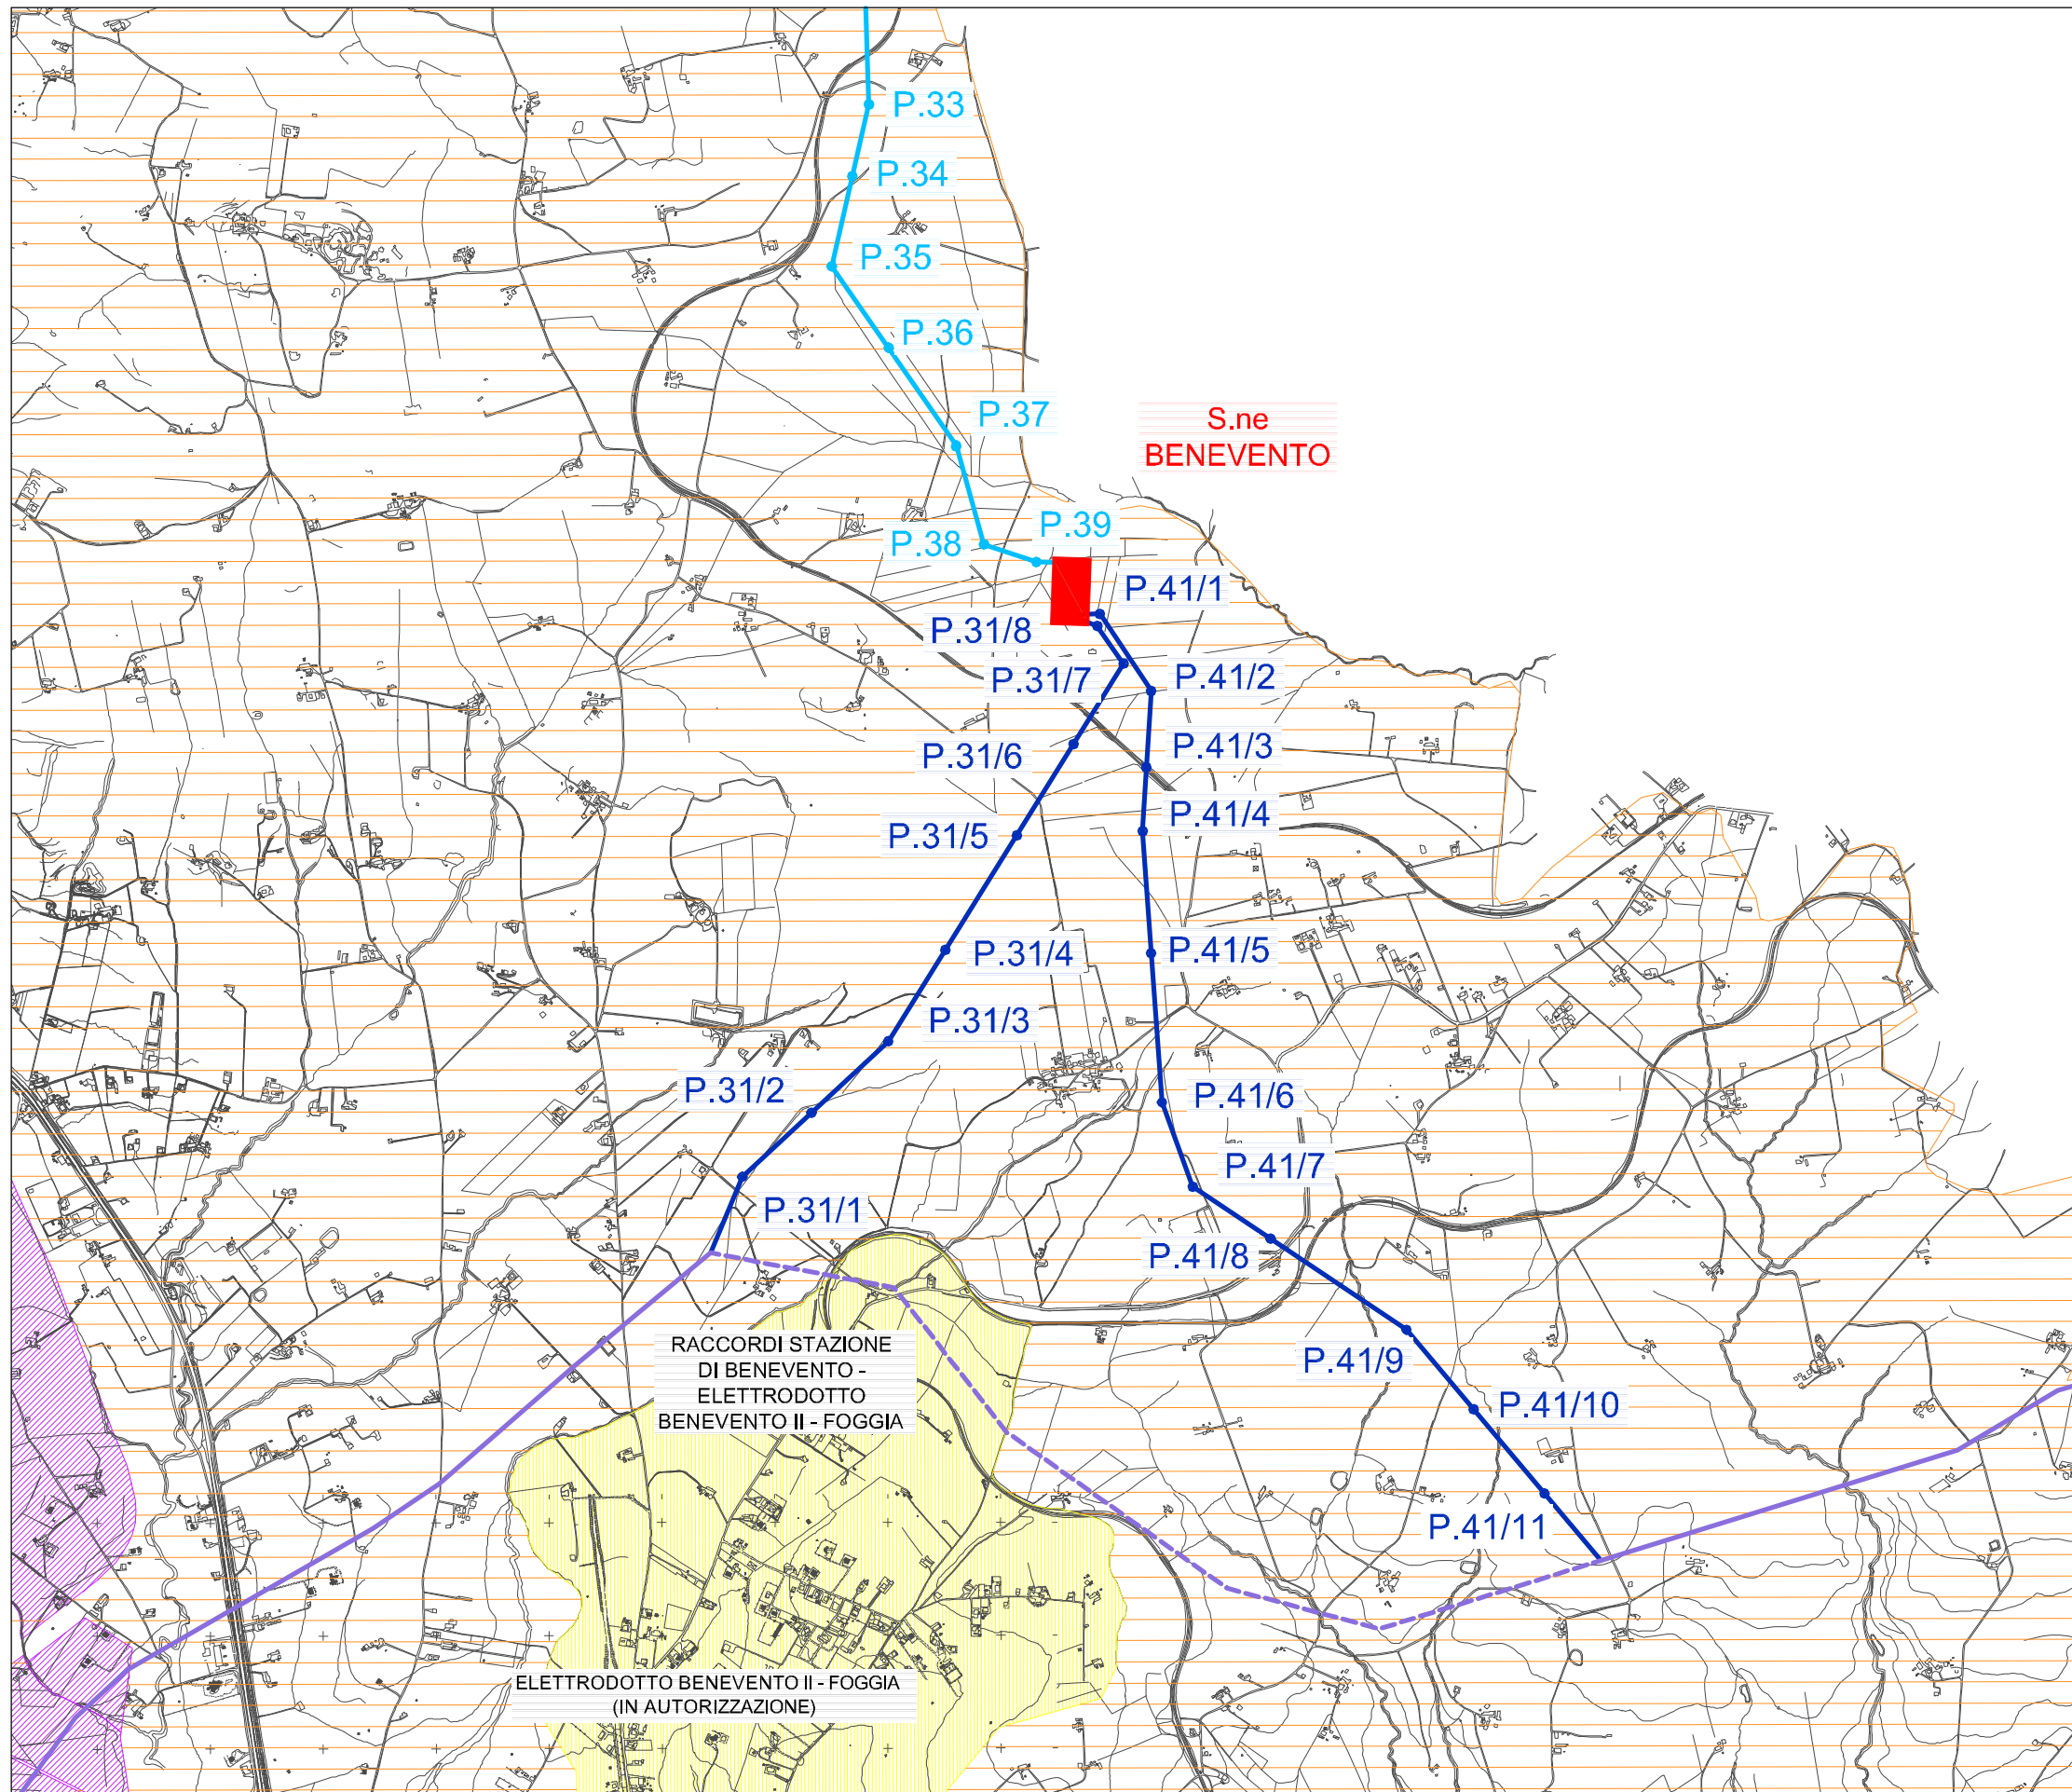 P.33
P.34
P.35
P.36
P.37
S.ne
BENEVENTO
P.39
P.38
P.41/1
P.31/8
P.31/7
P.41/2
P.31/6
P.41/3
P.41/4
P.31/5
P.31/4
P.41/5
P.31/3
P.31/2
P.41/6
P.41/7
P.31/1
P.41/8
RACCORDI STAZIONE
DI BENEVENTO -
ELETTRODOTTO
BENEVENTO II - FOGGIA
P.41/9
P.41/10
P.41/11
ELETTRODOTTO BENEVENTO II - FOGGIA
(IN AUTORIZZAZIONE)